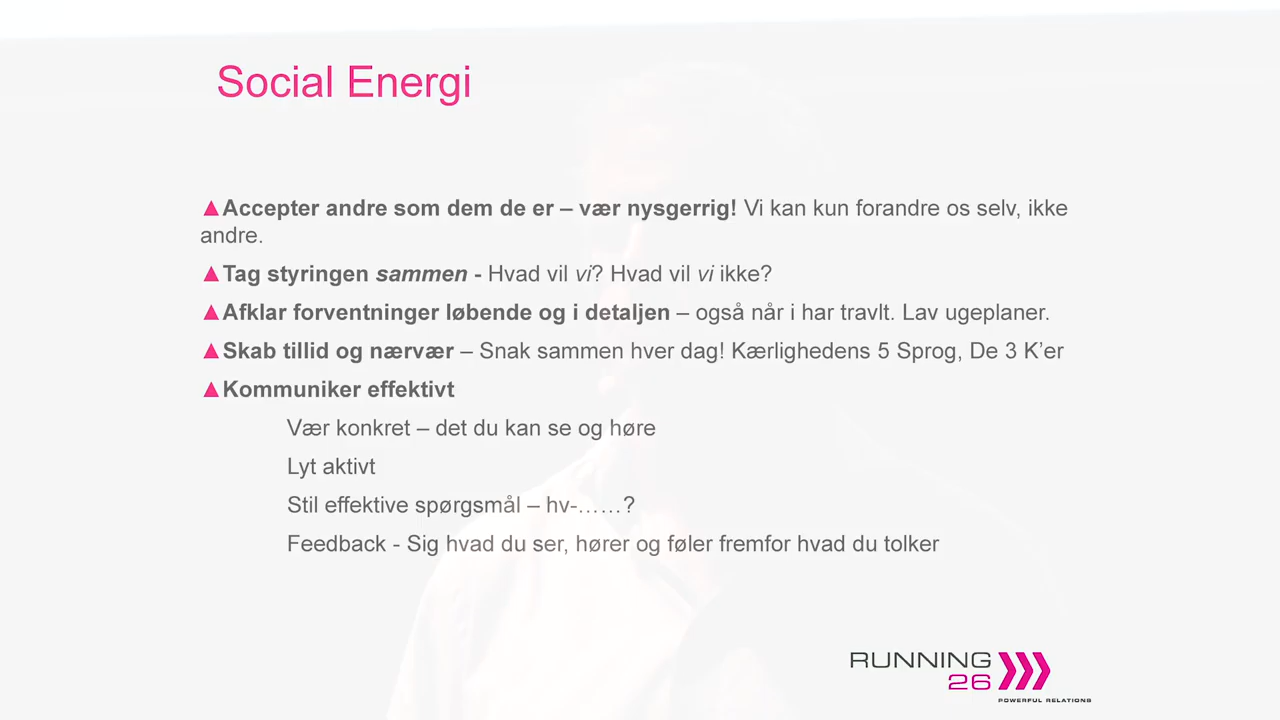 Social Energi
▲Accepter andre som dem de er – vær nysgerrig! Vi kan kun forandre os selv, ikke
andre.
▲Tag styringen sammen - Hvad vil vi? Hvad vil vi ikke?
▲Afklar forventninger løbende og i detaljen – også når i har travlt. Lav ugeplaner.
▲Skab tillid og nærvær – Snak sammen hver dag! Kærlighedens 5 Sprog, De 3 K’er
▲Kommuniker effektivt
Vær konkret – det du kan se og høre
Lyt aktivt
Stil effektive spørgsmål – hv-……?
Feedback - Sig hvad du ser, hører og føler fremfor hvad du tolker
RUNNING
26
POWERFUL RELATIONS